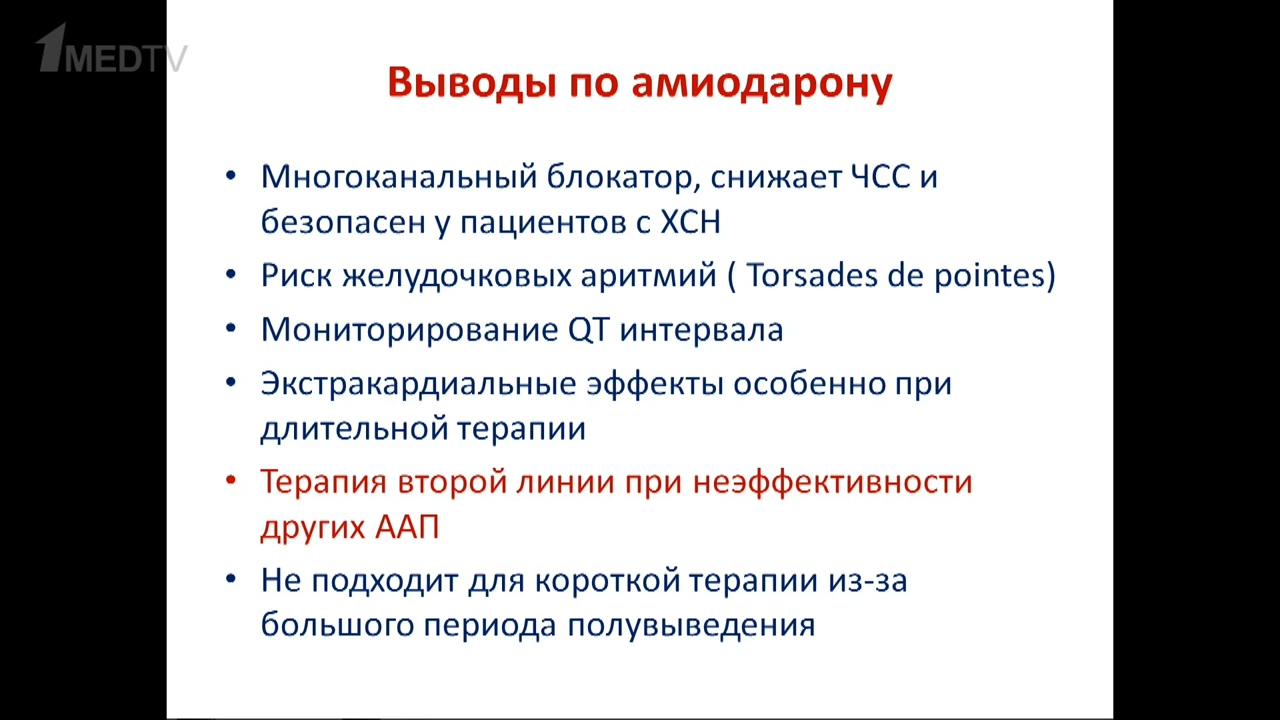 1MEDTV
Выводы по амиодарону
• Многоканальный блокатор, снижает ЧСС и
безопасен у пациентов с ХСН
• Риск желудочковых аритмий ( Torsades de pointes)
• Мониторирование QT интервала
• Экстракардиальные эффекты особенно при
длительной терапии
• Терапия второй линии при неэффективности
других ААП
• Не подходит для короткой терапии из-за
большого периода полувыведения